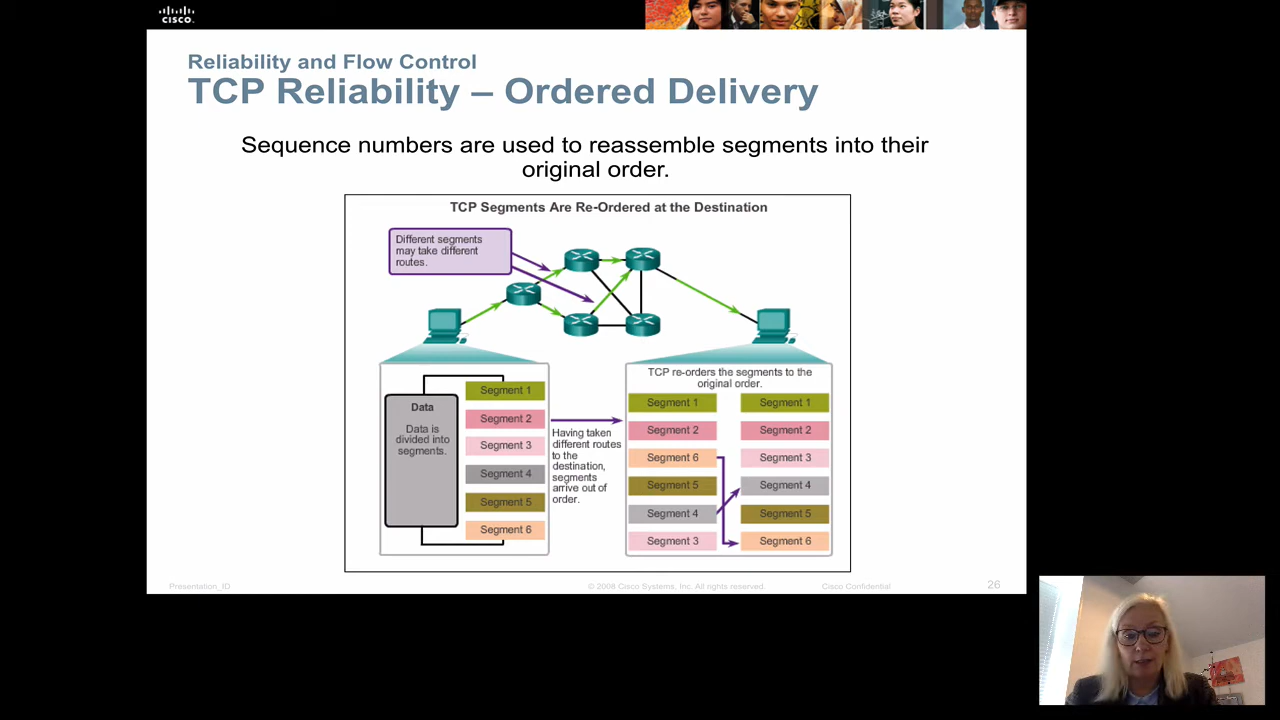 CISCO
Reliability and Flow Control
TCP Reliability – Ordered Delivery
Sequence numbers are used to reassemble segments into their
original order.
TCP Segments Are Re-Ordered at the Destination
Different segments
may take different
routes.
Data
Data is
divided into
segments.
Segment 1
Segment 2
Segment 3
Segment 4
Segment 5
Segment 6
Having taken
different routes
to the
destination,
segments
arrive out of
order.
TCP re-orders the segments to the
original order.
Segment 1
Segment 2
Segment 6
Segment 5
Segment 4
Segment 3
Segment 1
Segment 2
Segment 3
Segment 4
Segment 5
Segment 6
Presentation_ID
© 2008 Cisco Systems, Inc. All rights reserved.
Cisco Confidential
26